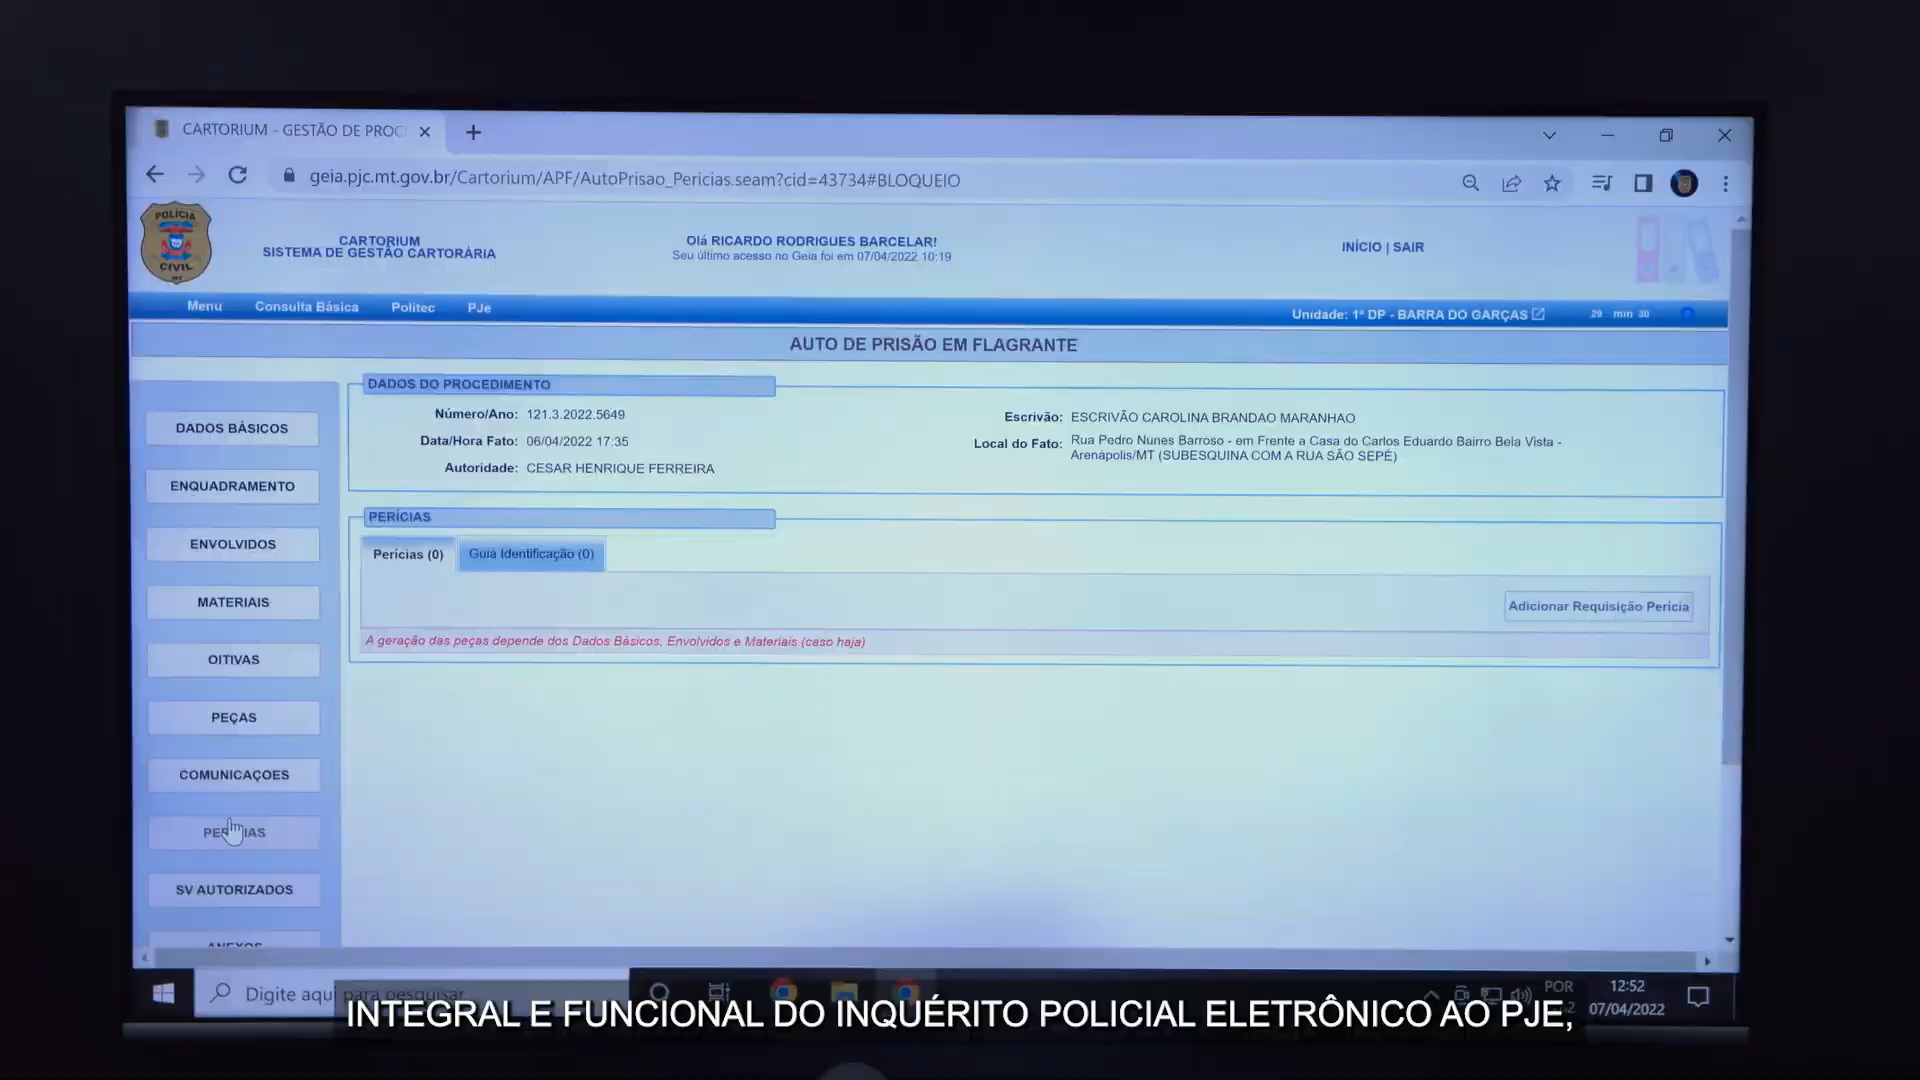 CARTORIUM - GESTÃO DE PROC
geia.pjc.mt.gov.br/Cartorium/APF/AutoPrisao_Pericias.seam?cid=43734#BLOQUEIO
POLÍCIA
CIVIL
CARTORIUM
SISTEMA DE GESTÃO CARTORÁRIA
Olá RICARDO RODRIGUES BARCELAR!
Seu último acesso no Geia foi em 07/04/2022 10:19
INÍCIO | SAIR
Menu Consulta Básica Politec PJe
Unidade: 1ª DP - BARRA DO GARÇAS
29 min 30
AUTO DE PRISÃO EM FLAGRANTE
DADOS BÁSICOS
ENQUADRAMENTO
ENVOLVIDOS
MATERIAIS
OITIVAS
PEÇAS
COMUNICAÇOES
PERÍCIAS
SV AUTORIZADOS
ANEXOS
DADOS DO PROCEDIMENTO
Número/Ano: 121.3.2022.5649
Data/Hora Fato: 06/04/2022 17:35
Autoridade: CESAR HENRIQUE FERREIRA
Escrivão: ESCRIVÃO CAROLINA BRANDAO MARANHAO
Local do Fato: Rua Pedro Nunes Barroso - em Frente a Casa do Carlos Eduardo Bairro Bela Vista -
Arenápolis/MT (SUBESQUINA COM A RUA SÃO SEPÉ)
PERÍCIAS
Perícias (0) Guia Identificação (0)
Adicionar Requisição Perícia
A geração das peças depende dos Dados Básicos, Envolvidos e Materiais (caso haja)
Digite aqui para pesquisar
POR
12:52
07/04/2022
INTEGRAL E FUNCIONAL DO INQUÉRITO POLICIAL ELETRÔNICO AO PJE,